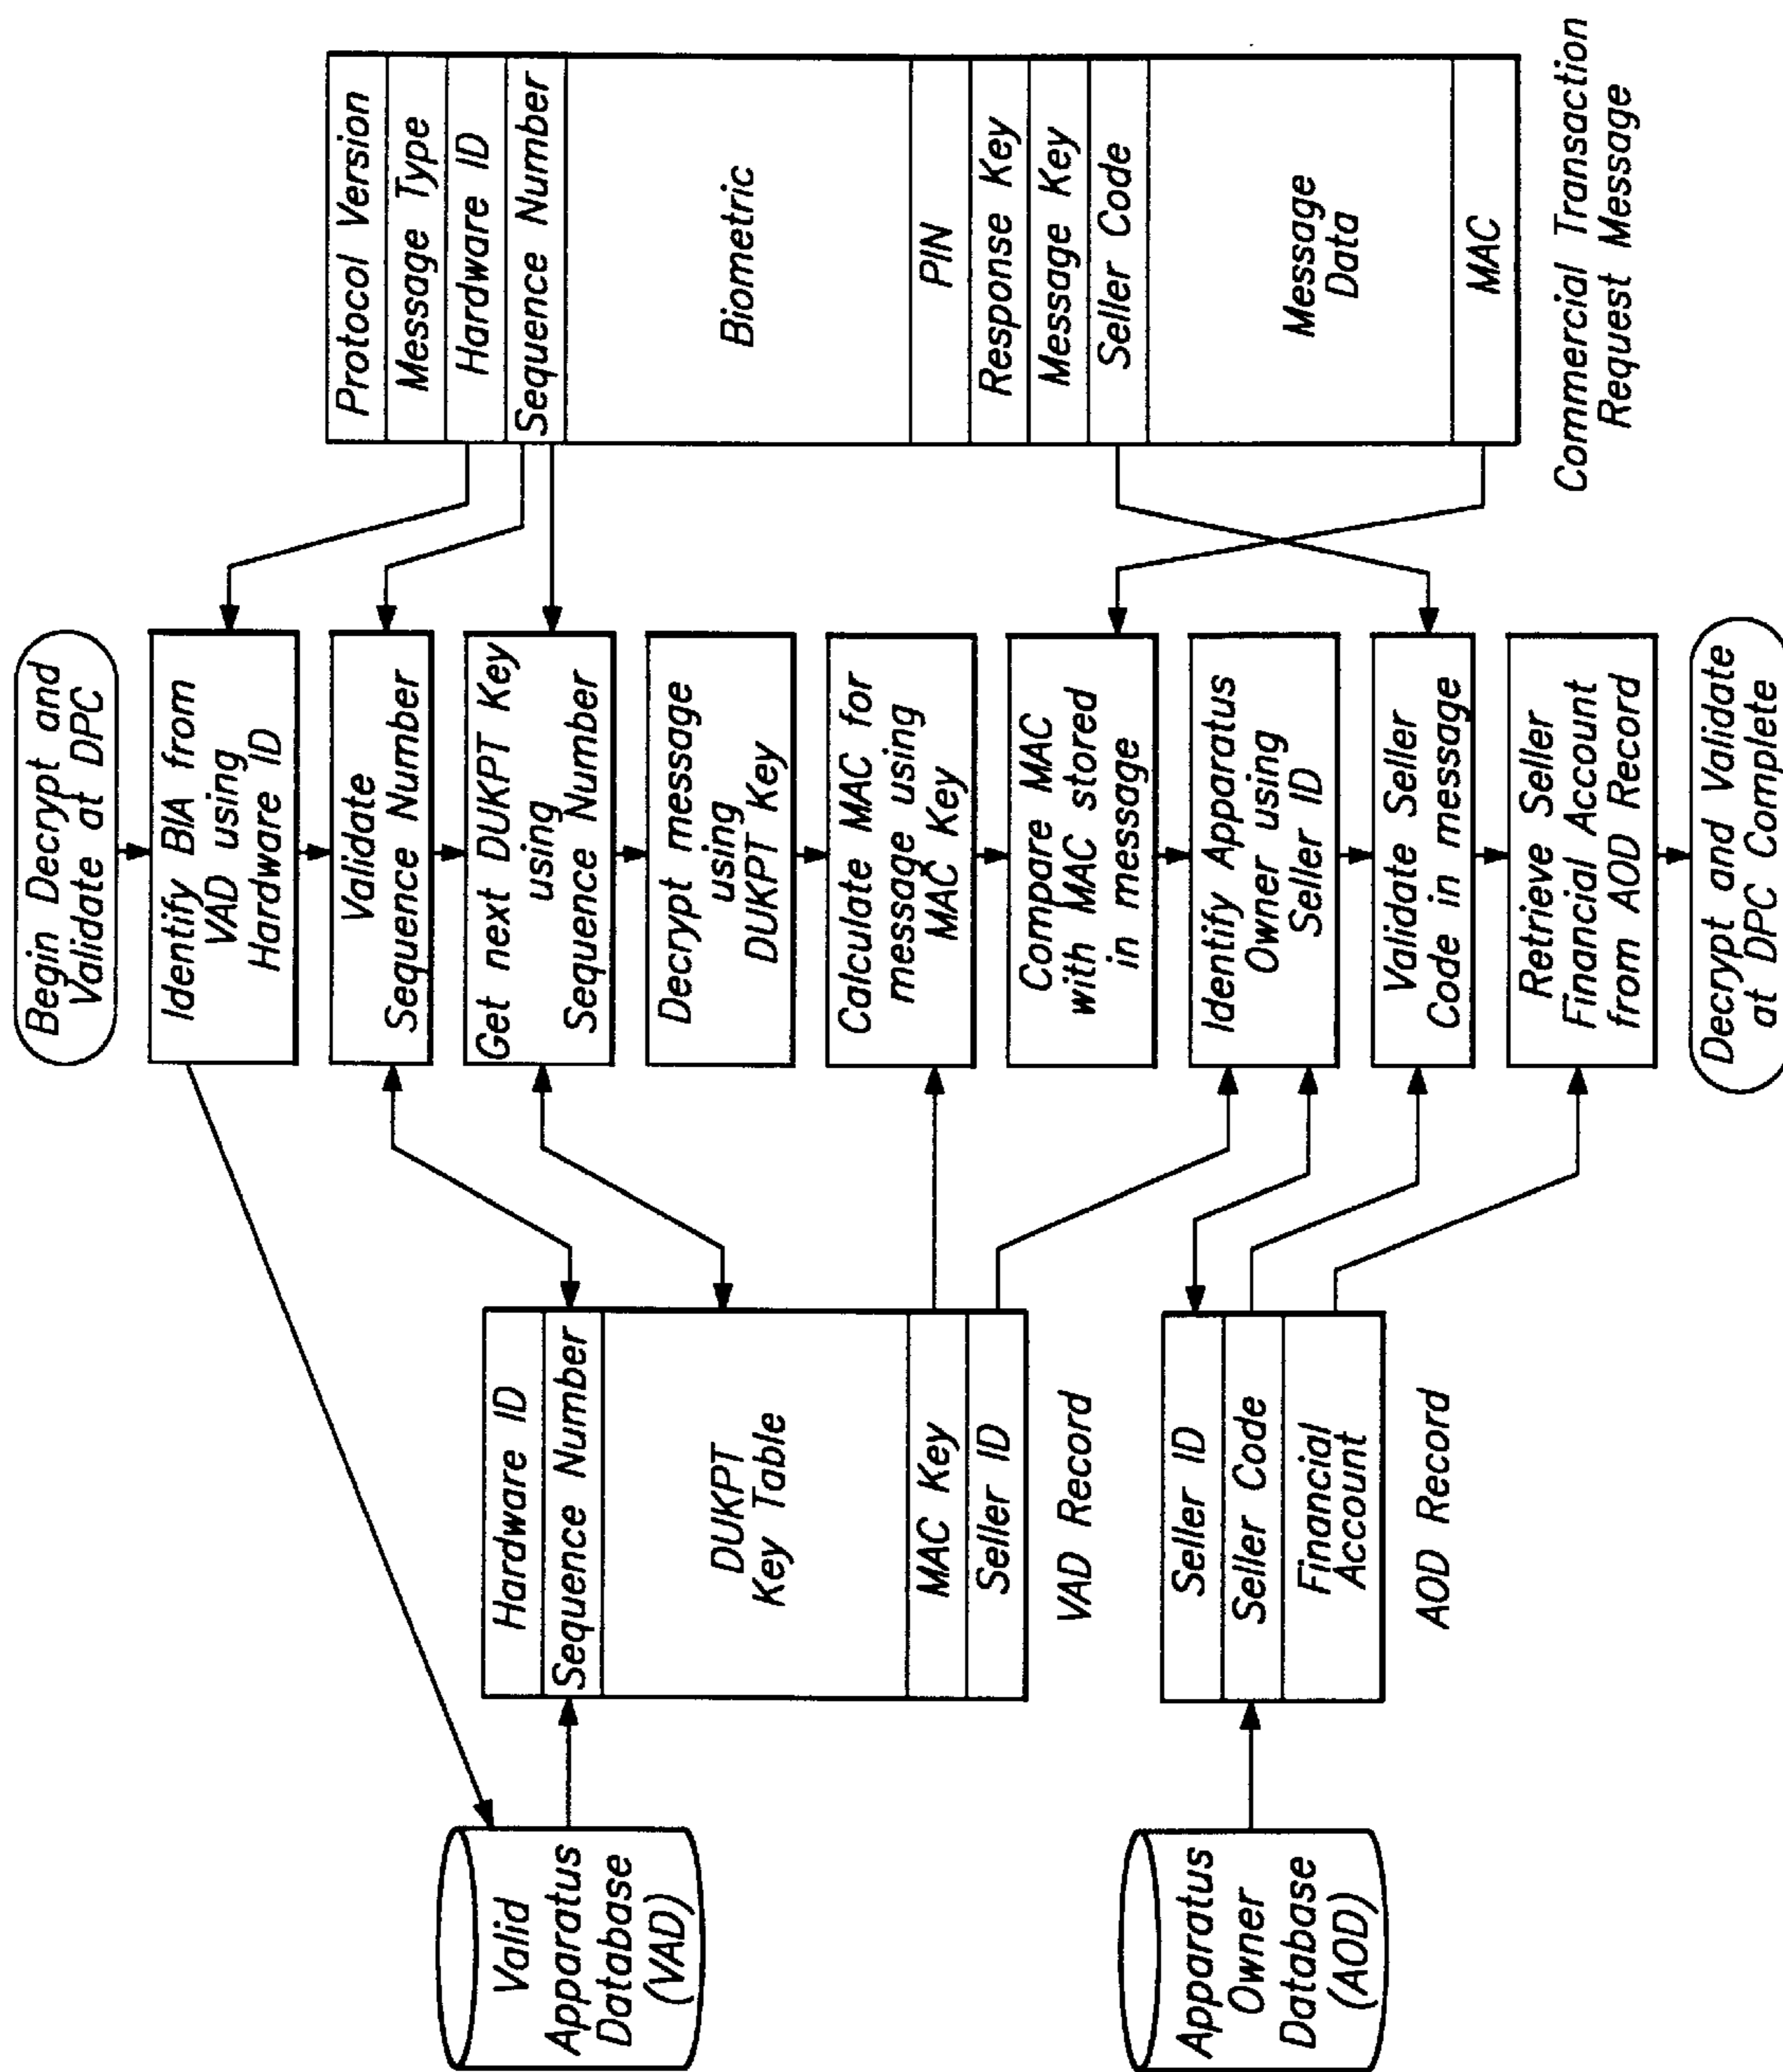 Begin Decrypt and
Validate at DPC
Identify BIA from
VAD using
Hardware ID
Validate
Sequence Number
Get next DUKPT Key
using
Sequence Number
Decrypt message
using
DUKPT Key
Calculate MAC for
message using
MAC Key
Compare MAC
with MAC stored
in message
Identify Apparatus
Owner using
Seller ID
Validate Seller
Code in message
Retrieve Seller
Financial Account
from AOD Record
Decrypt and Validate
at DPC Complete
Valid
Apparatus
Database
(VAD)
Hardware ID
Sequence Number
DUKPT
Key Table
MAC Key
Seller ID
VAD Record
Apparatus
Owner
Database
(AOD)
Seller ID
Seller Code
Financial
Account
AOD Record
Protocol Version
Message Type
Hardware ID
Sequence Number
Biometric
PIN
Response Key
Message Key
Seller Code
Message
Data
MAC
Commercial Transaction
Request Message